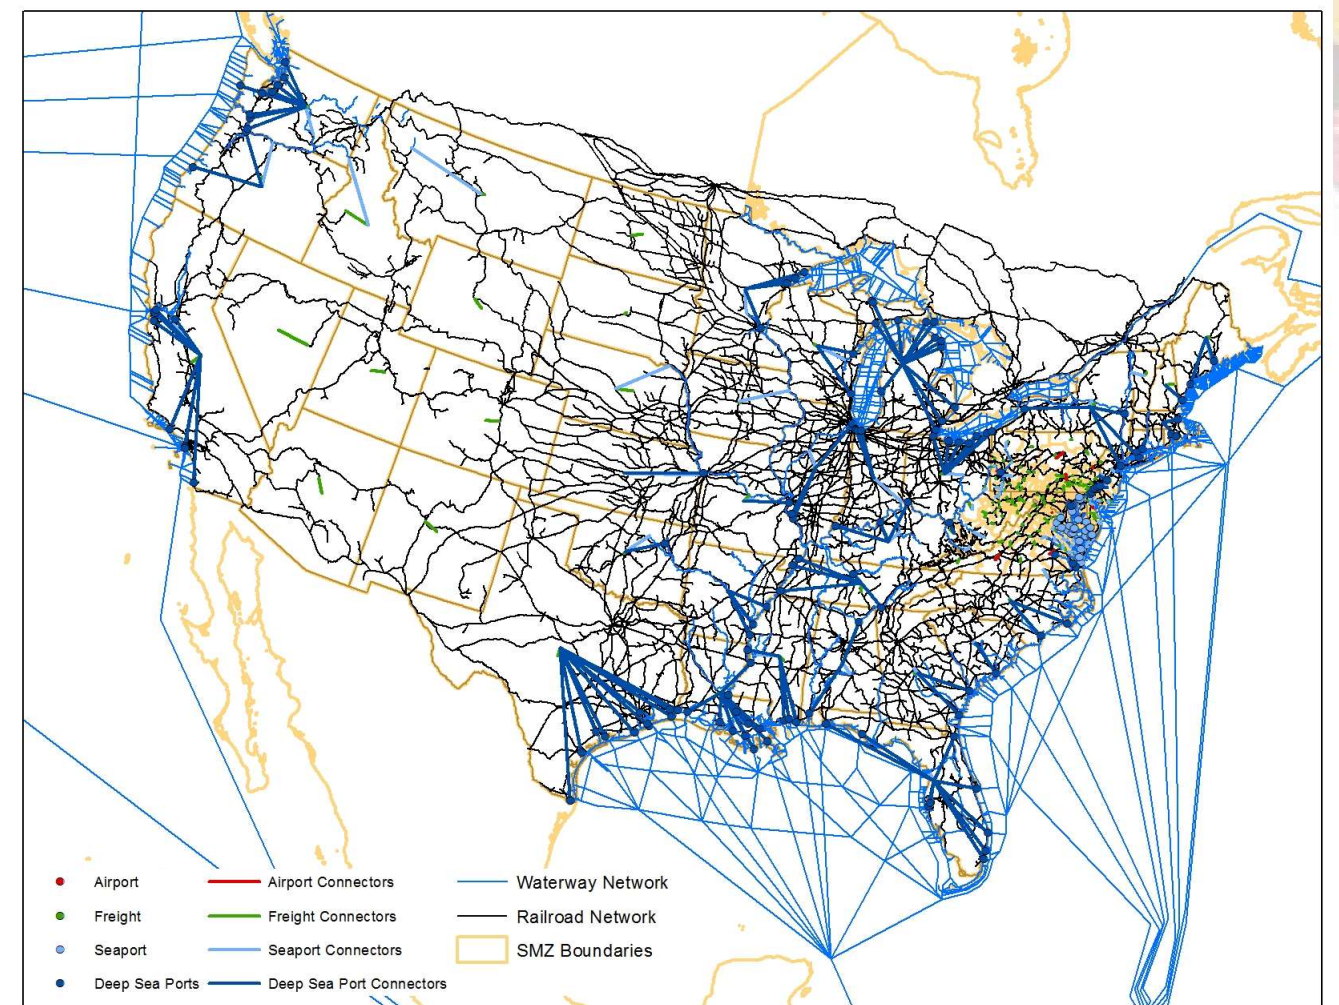 Airport Airport Connectors Waterway Network
Freight Freight Connectors Railroad Network
Seaport Seaport Connectors SMZ Boundaries
Deep Sea Ports Deep Sea Port Connectors